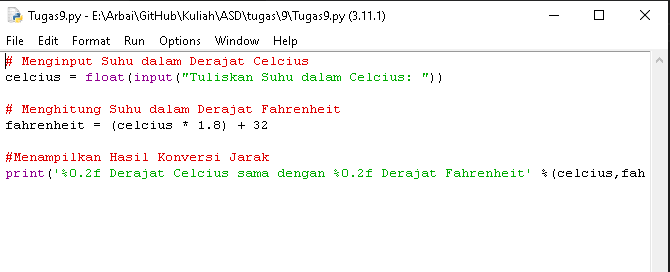 Tugas9.py - E:\Arbai\GitHub\Kuliah\ASD\tugas\9\Tugas9.py (3.11.1)
File Edit Format Run Options Window Help
# Menginput Suhu dalam Derajat Celcius
celcius = float(input("Tuliskan Suhu dalam Celcius: "))
# Menghitung Suhu dalam Derajat Fahrenheit
fahrenheit = (celcius * 1.8) + 32
#Menampilkan Hasil Konversi Jarak
print('%0.2f Derajat Celcius sama dengan %0.2f Derajat Fahrenheit' %(celcius,fah